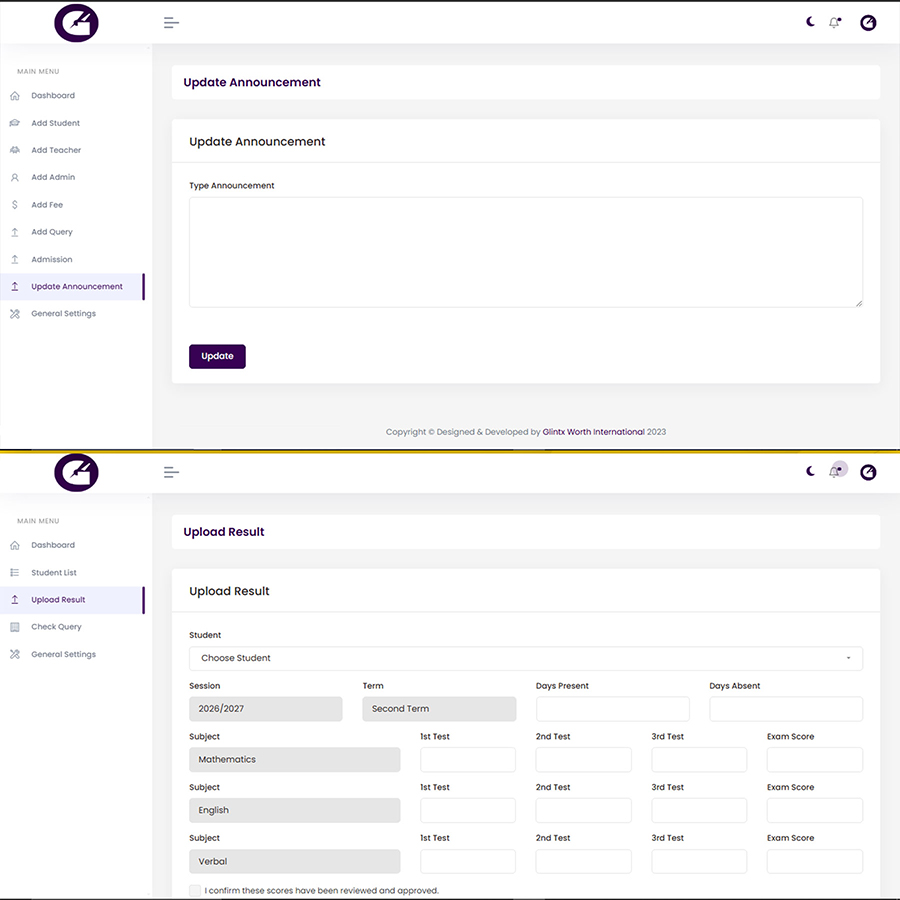 Update Announcement
MAIN MENU
Dashboard
Add Student
Add Teacher
Add Admin
Add Fee
Add Query
Admission
Update Announcement
General Settings
Update Announcement
Type Announcement
Update
Copyright © Designed & Developed by Glintx Worth International 2023
Upload Result
MAIN MENU
Dashboard
Student List
Upload Result
Check Query
General Settings
Upload Result
Student
Choose Student
Session Term Days Present Days Absent
2026/2027 Second Term
Subject 1st Test 2nd Test 3rd Test Exam Score
Mathematics
Subject 1st Test 2nd Test 3rd Test Exam Score
English
Subject 1st Test 2nd Test 3rd Test Exam Score
Verbal
I confirm these scores have been reviewed and approved.